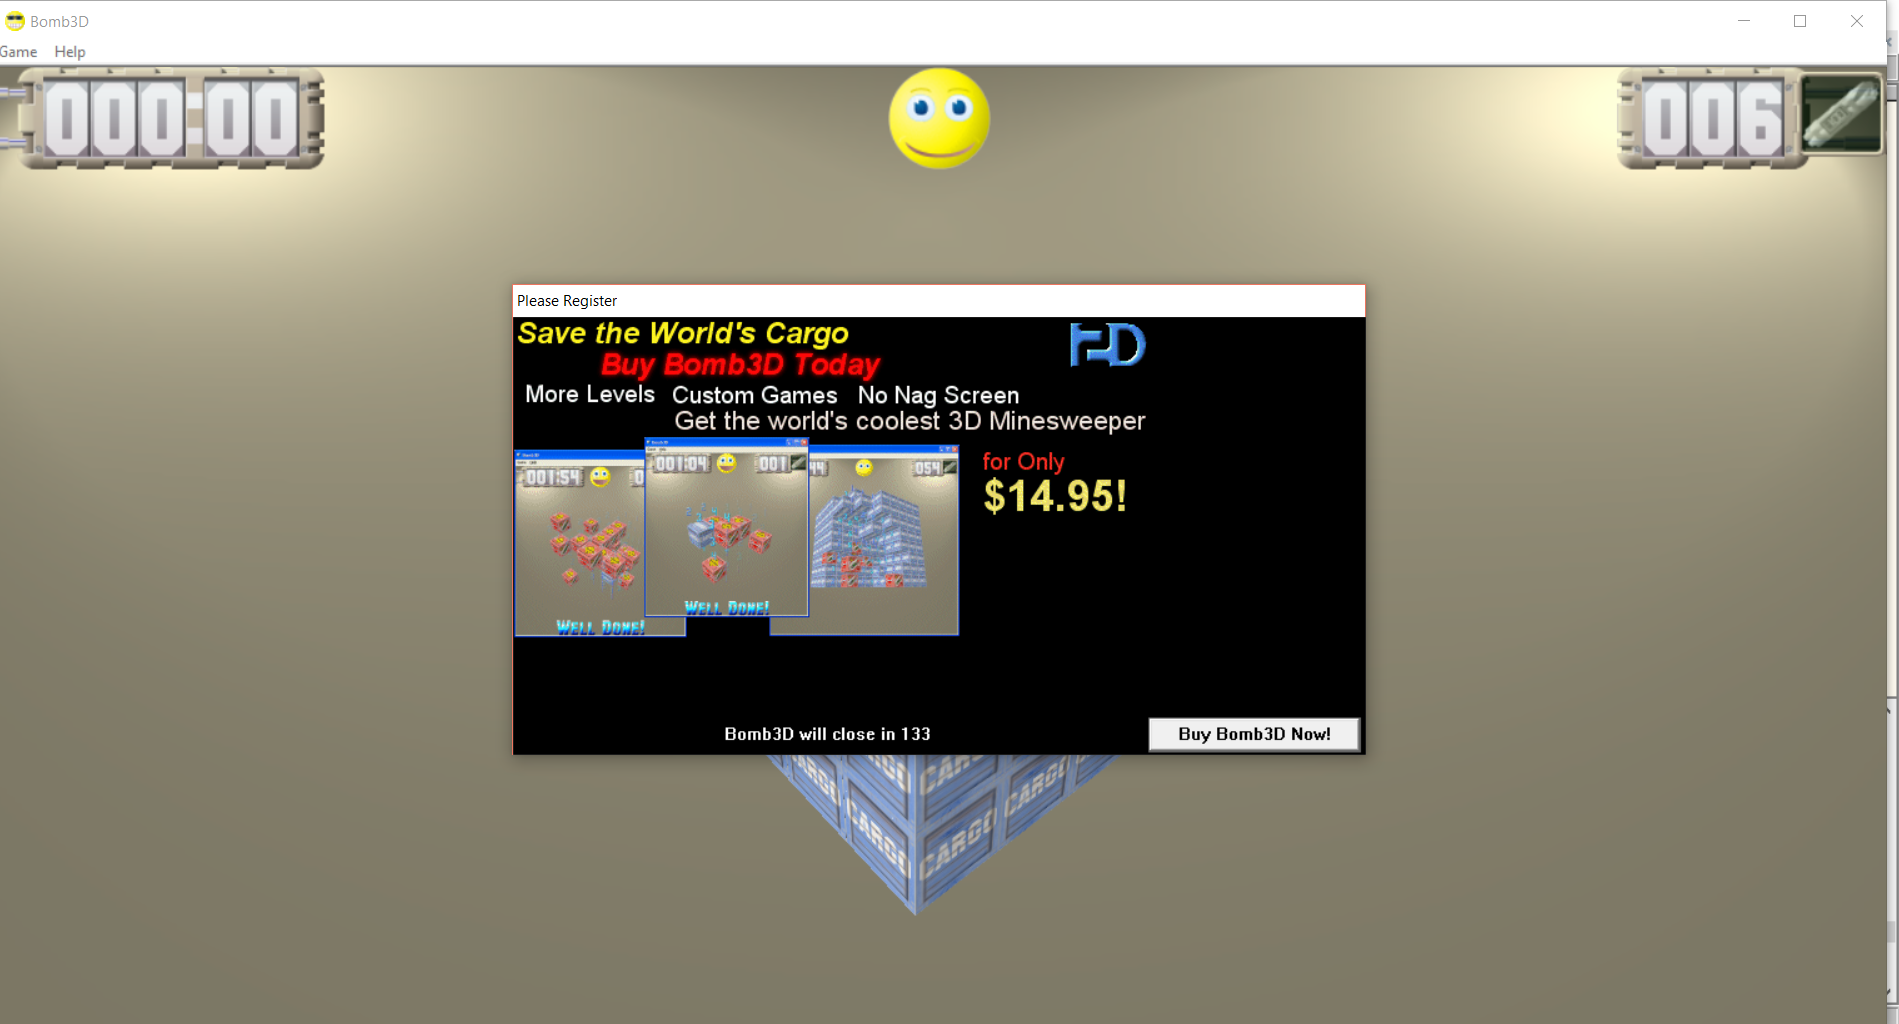 Bomb3D
Game Help
000:00
006
Please Register
Save the World's Cargo
Buy Bomb3D Today
More Levels Custom Games No Nag Screen
Get the world's coolest 3D Minesweeper
001:54
001:04
001
44
054
for Only
$14.95!
Well Done!
Well Done!
Bomb3D will close in 133
Buy Bomb3D Now!
CARGO CARGO CARGO
CARGO CARGO